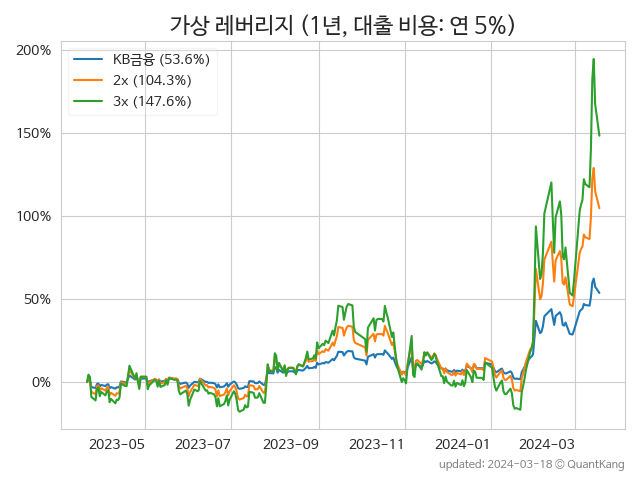 가상 레버리지 (1년, 대출 비용: 연 5%)
200%
150%
100%
50%
0%
KB금융 (53.6%)
2x (104.3%)
3x (147.6%)
2023-05
2023-07
2023-09
2023-11
2024-01
2024-03
updated: 2024-03-18 © QuantKang